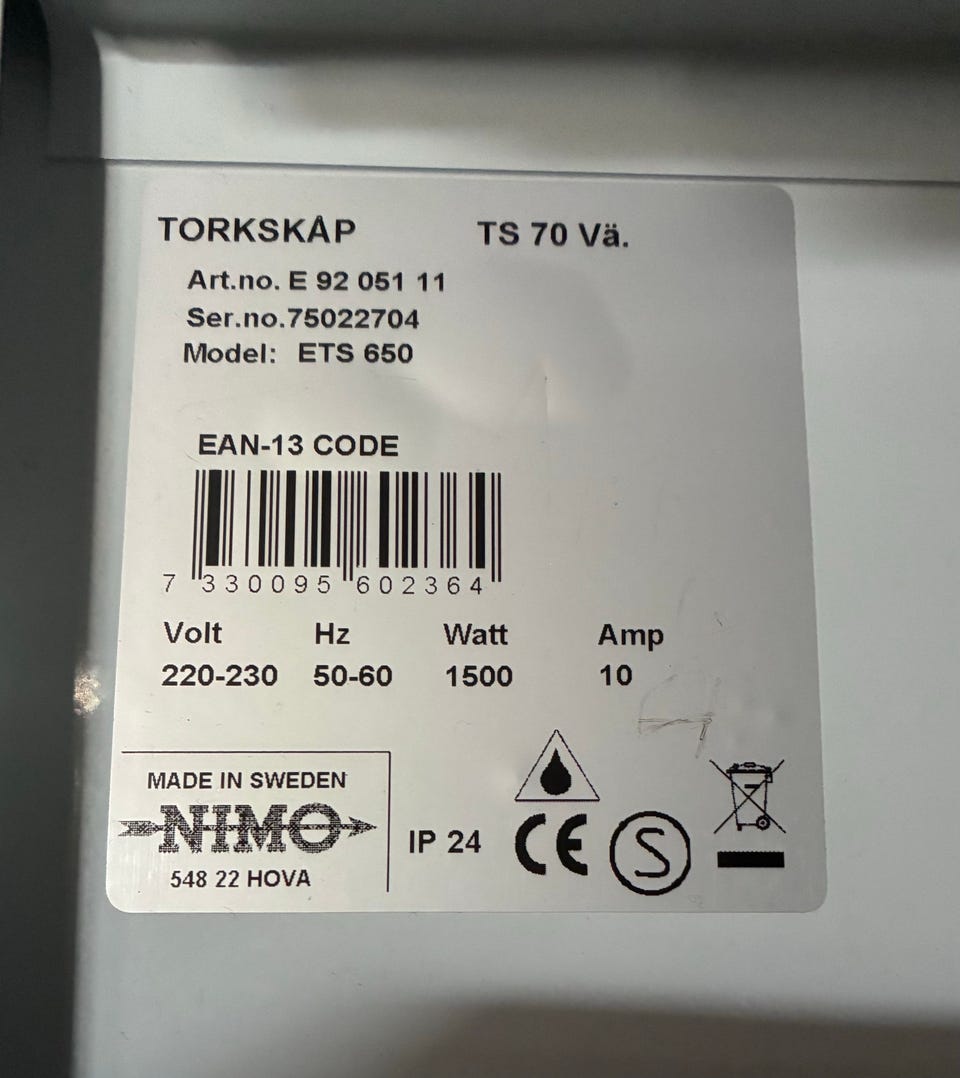 TORKSKÅP TS 70 Vä.
Art.no. E 92 051 11
Ser.no.75022704
Model: ETS 650
EAN-13 CODE
7 330095 602364
Volt Hz Watt Amp
220-230 50-60 1500 10
MADE IN SWEDEN
NIMO
548 22 HOVA
IP 24
CE
S